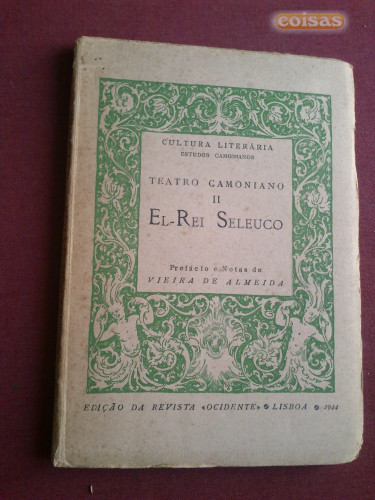 coisas
CULTURA LITERÁRIA
ESTUDOS CAMONIANOS
TEATRO CAMONIANO
II
EL-REI SELEUCO
Prefácio e Notas de
VIEIRA DE ALMEIDA
EDIÇÃO DA REVISTA «OCIDENTE» • LISBOA • 1944